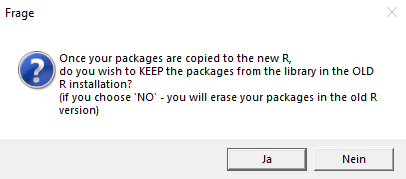 Frage
Once your packages are copied to the new R,
do you wish to KEEP the packages from the library in the OLD
R installation?
(if you choose 'NO' - you will erase your packages in the old R
version)
Ja
Nein